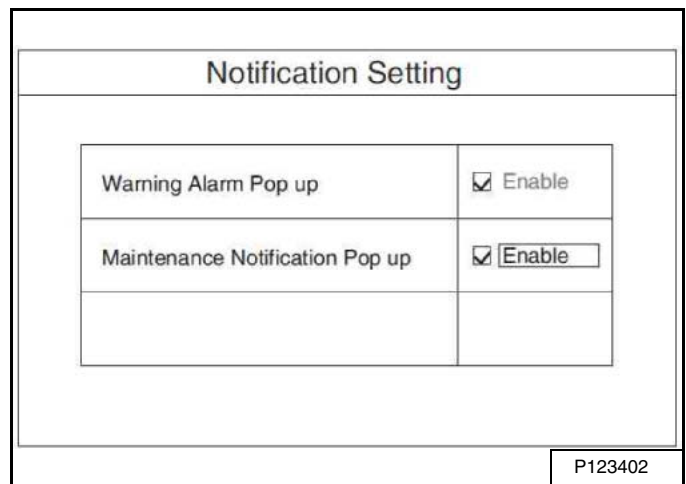 Notification Setting
Warning Alarm Pop up Enable
Maintenance Notification Pop up Enable
P123402